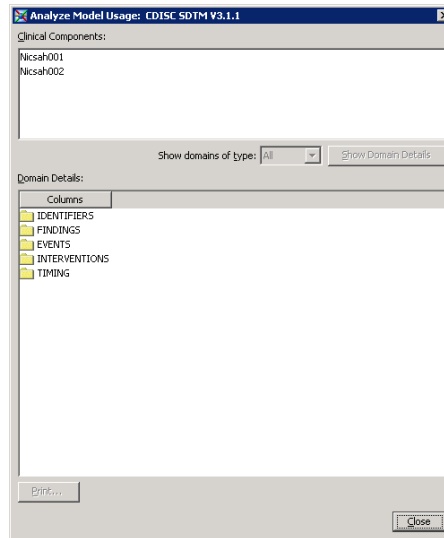 Analyze Model Usage: CDISC SDTM V3.1.1
Clinical Components:
Nicsah001
Nicsah002
Show domains of type: All Show Domain Details
Domain Details:
Columns
IDENTIFIERS
FINDINGS
EVENTS
INTERVENTIONS
TIMING
Print...
Close